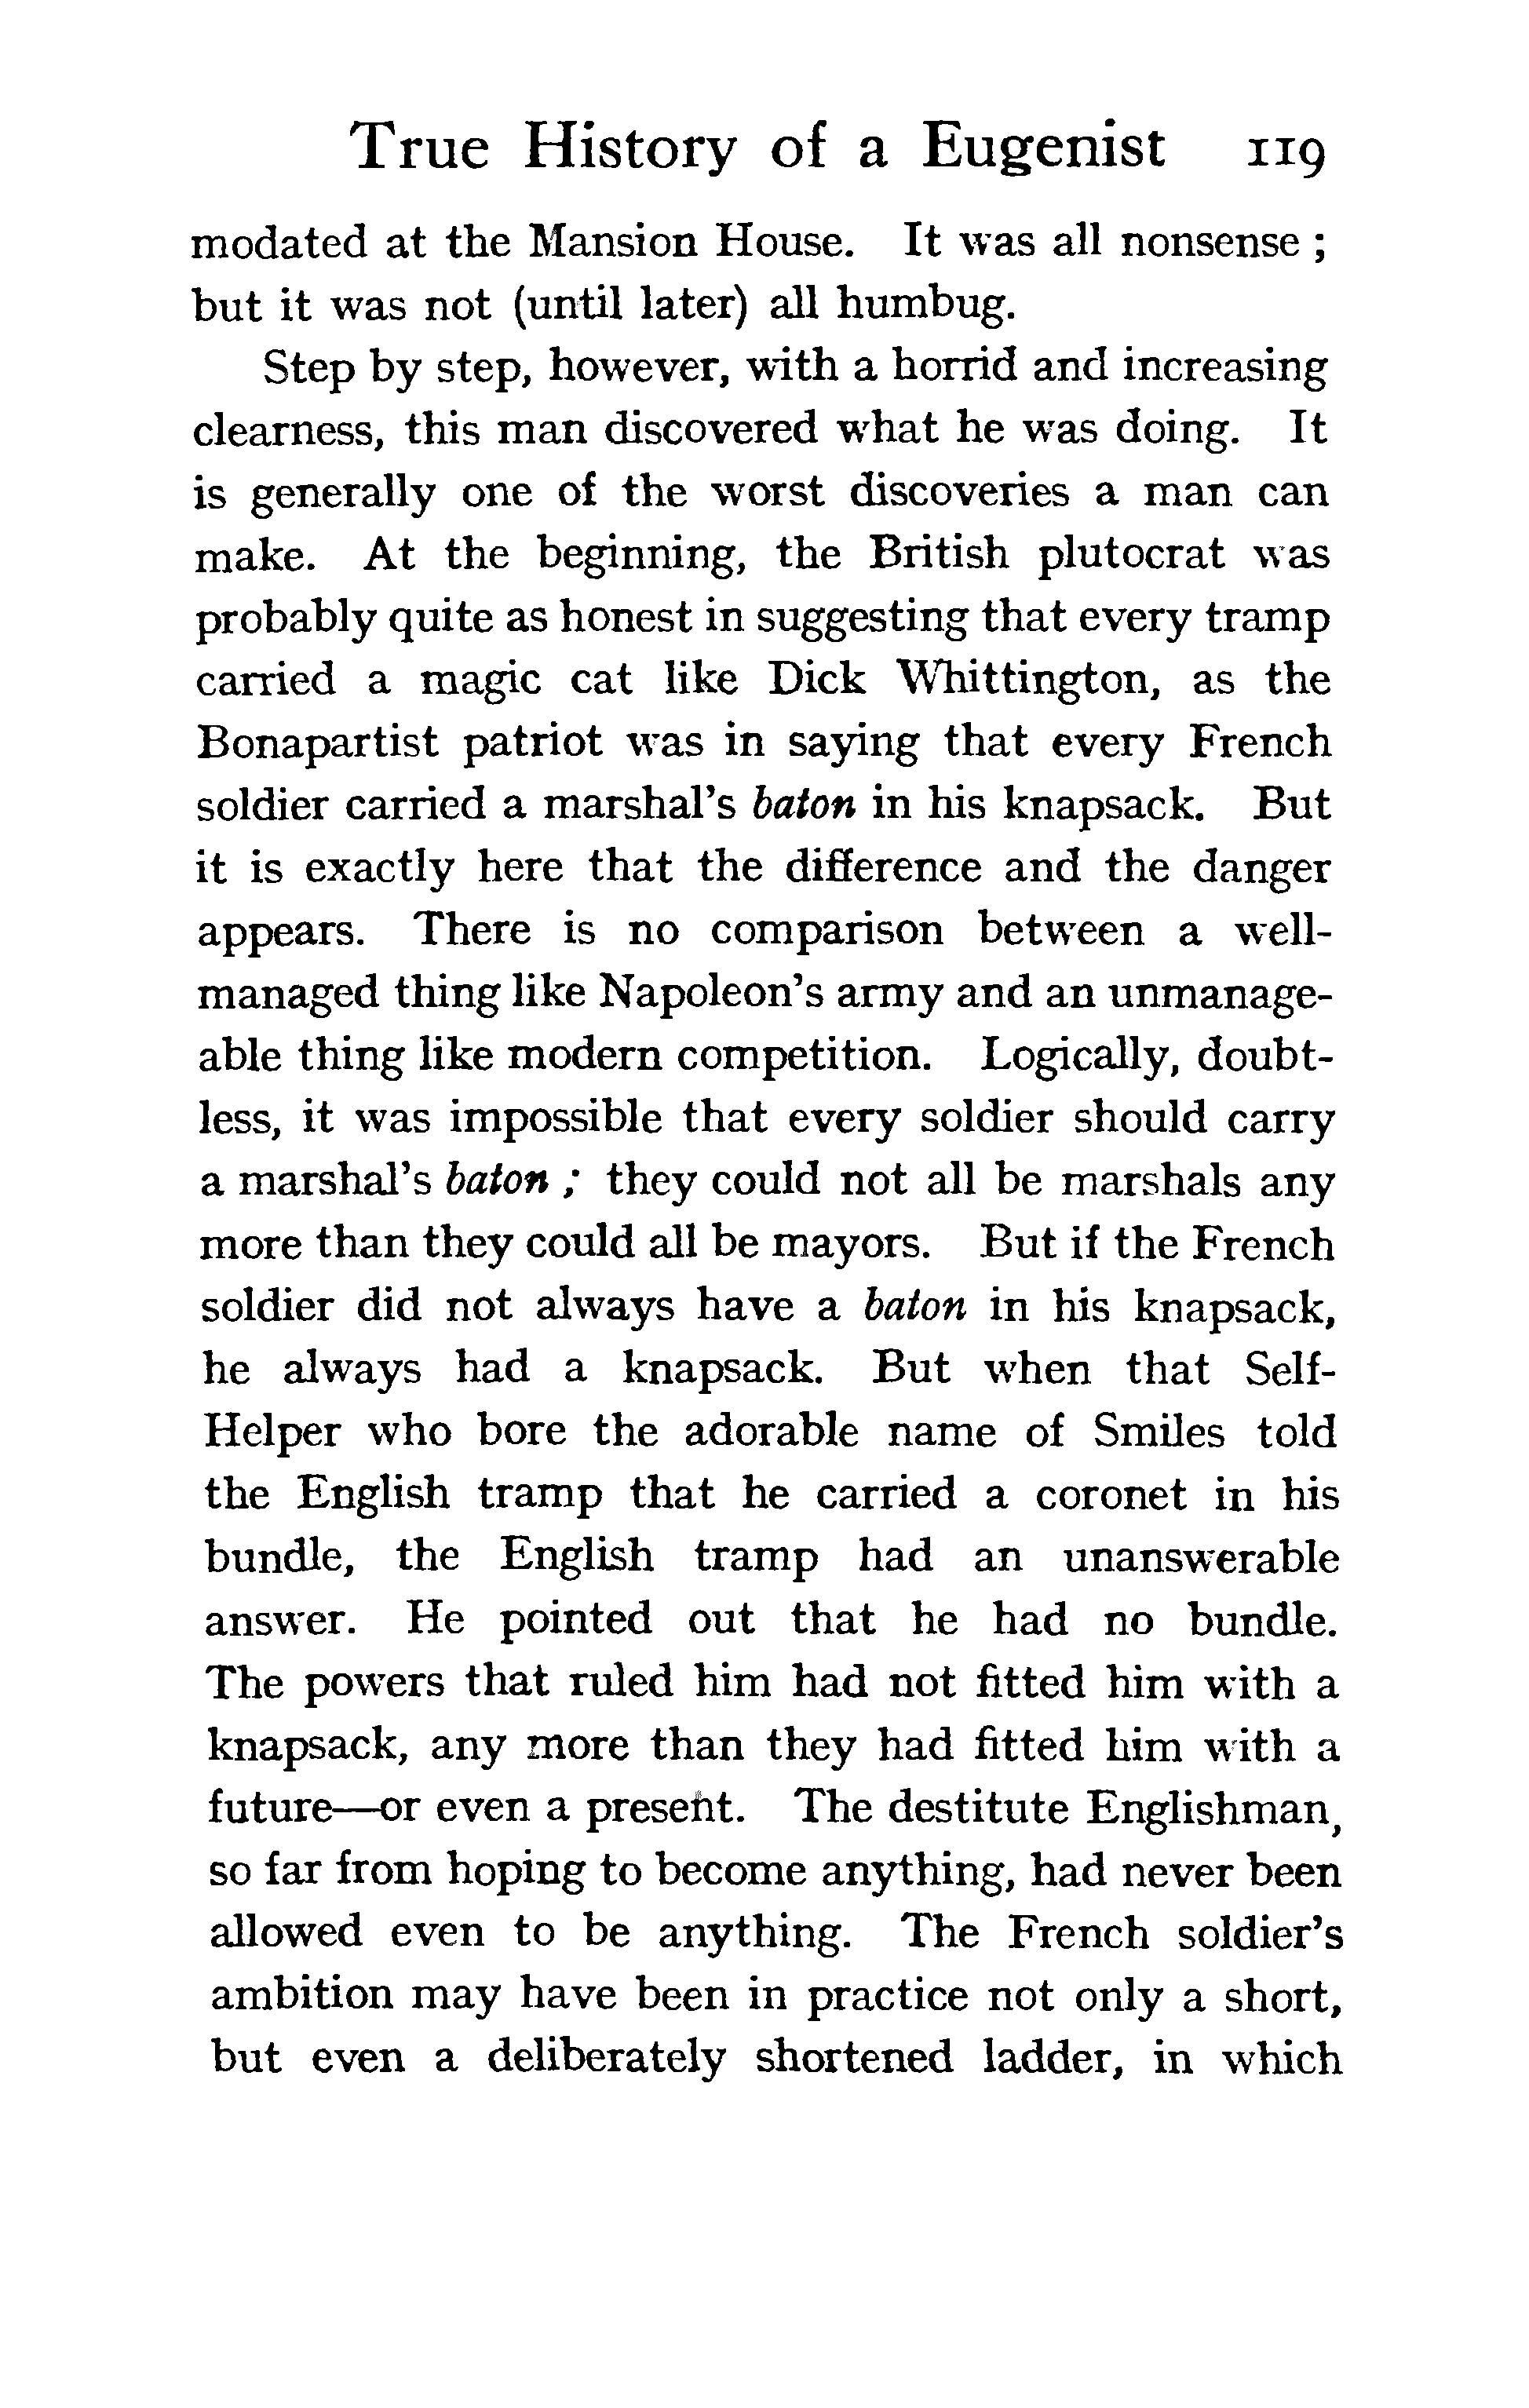 True History of a Eugenist 119
modated at the Mansion House. It was all nonsense ;
but it was not (until later) all humbug.
Step by step, however, with a horrid and increasing
clearness, this man discovered what he was doing. It
is generally one of the worst discoveries a man can
make. At the beginning, the British plutocrat was
probably quite as honest in suggesting that every tramp
carried a magic cat like Dick Whittington, as the
Bonapartist patriot was in saying that every French
soldier carried a marshal's baton in his knapsack. But
it is exactly here that the difference and the danger
appears. There is no comparison between a well-
managed thing like Napoleon's army and an unmanage-
able thing like modern competition. Logically, doubt-
less, it was impossible that every soldier should carry
a marshal's baton ; they could not all be marshals any
more than they could all be mayors. But if the French
soldier did not always have a baton in his knapsack,
he always had a knapsack. But when that Self-
Helper who bore the adorable name of Smiles told
the English tramp that he carried a coronet in his
bundle, the English tramp had an unanswerable
answer. He pointed out that he had no bundle.
The powers that ruled him had not fitted him with a
knapsack, any more than they had fitted him with a
future—or even a present. The destitute Englishman,
so far from hoping to become anything, had never been
allowed even to be anything. The French soldier's
ambition may have been in practice not only a short,
but even a deliberately shortened ladder, in which